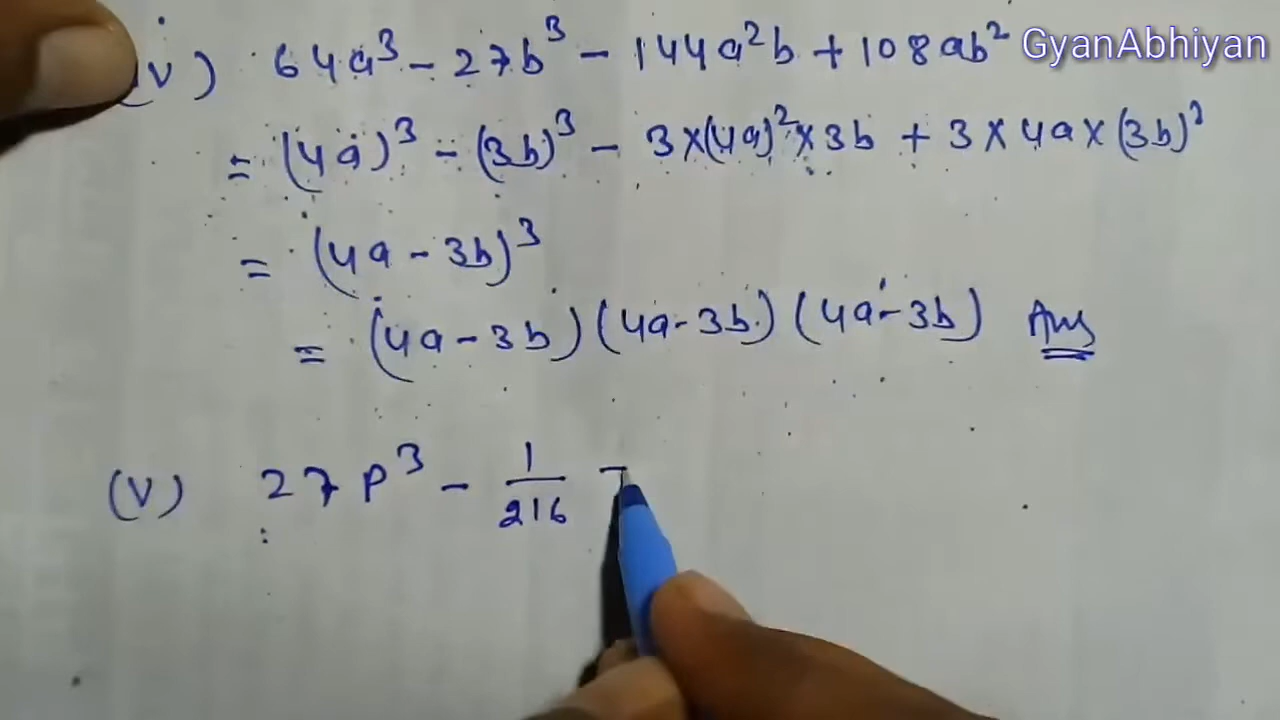 (iv) 64a³ - 27b³ - 144a²b + 108ab² GyanAbhiyan
= (4a)³ - (3b)³ - 3×(4a)²×3b + 3×4a×(3b)²
= (4a - 3b)³
= (4a - 3b)(4a - 3b)(4a - 3b) Ans
(V) 27p³ - 1/216 -